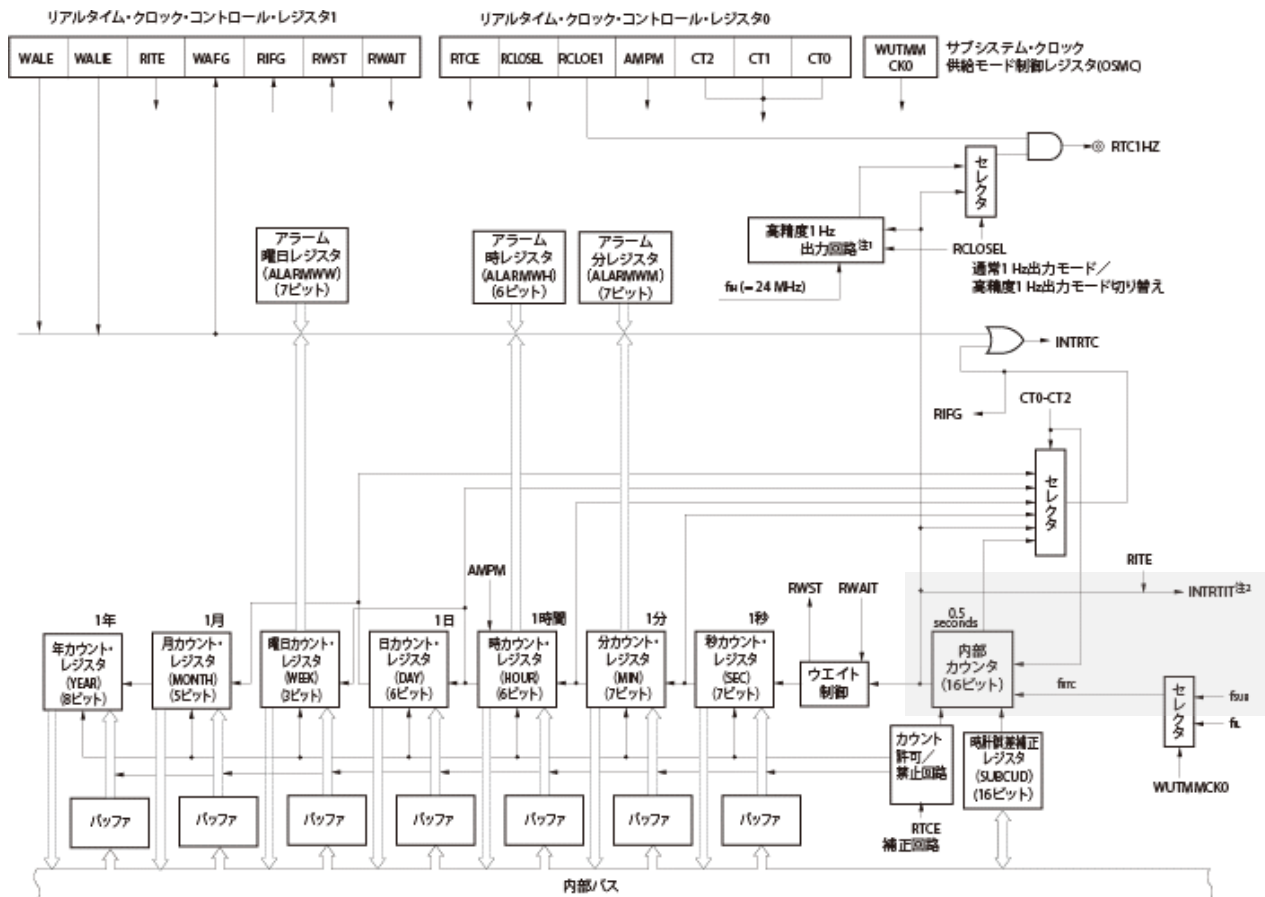 リアルタイム・クロック・コントロール・レジスタ1
リアルタイム・クロック・コントロール・レジスタ0
WALE WALIE RITE WAFG RIFG RWST RWAIT
RTCE RCLOSEL RCLOE1 AMPM CT2 CT1 CT0
WUTMM
CK0
サブシステム・クロック
供給モード制御レジスタ(OSMC)
RTC1HZ
セレクタ
アラーム
曜日レジスタ
(ALARMWW)
(7ビット)
アラーム
時レジスタ
(ALARMWH)
(6ビット)
アラーム
分レジスタ
(ALARMWM)
(7ビット)
高精度1 Hz
出力回路注1
RCLOSEL
通常1 Hz出力モード/
高精度1 Hz出力モード切り替え
fIH (= 24 MHz)
INTRTC
RIFG
CT0-CT2
セレクタ
RITE
INTRTIT注2
AMPM
RWST
RWAIT
0.5
seconds
1年
1月
1日
1時間
1分
1秒
年カウント・
レジスタ
(YEAR)
(8ビット)
月カウント・
レジスタ
(MONTH)
(5ビット)
曜日カウント・
レジスタ
(WEEK)
(3ビット)
日カウント・
レジスタ
(DAY)
(6ビット)
時カウント・
レジスタ
(HOUR)
(6ビット)
分カウント・
レジスタ
(MIN)
(7ビット)
秒カウント・
レジスタ
(SEC)
(7ビット)
ウエイト
制御
内部
カウンタ
(16ビット)
fRTC
セレクタ
fSUB
fIL
カウント
許可/
禁止回路
時計誤差補正
レジスタ
(SUBCUD)
(16ビット)
WUTMMCK0
バッファ
バッファ
バッファ
バッファ
バッファ
バッファ
バッファ
RTCE
補正回路
内部バス